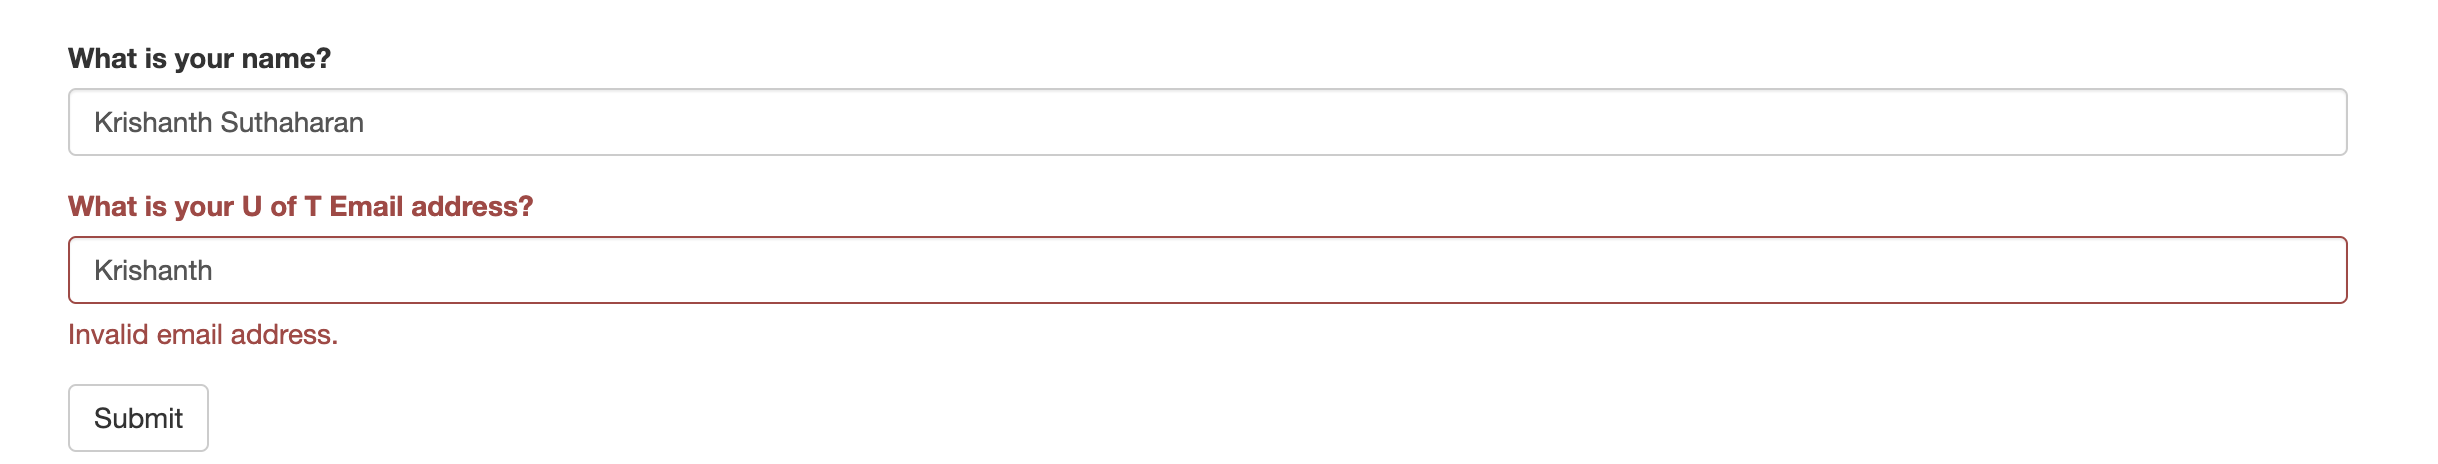 What is your name?
Krishanth Suthaharan
What is your U of T Email address?
Krishanth
Invalid email address.
Submit